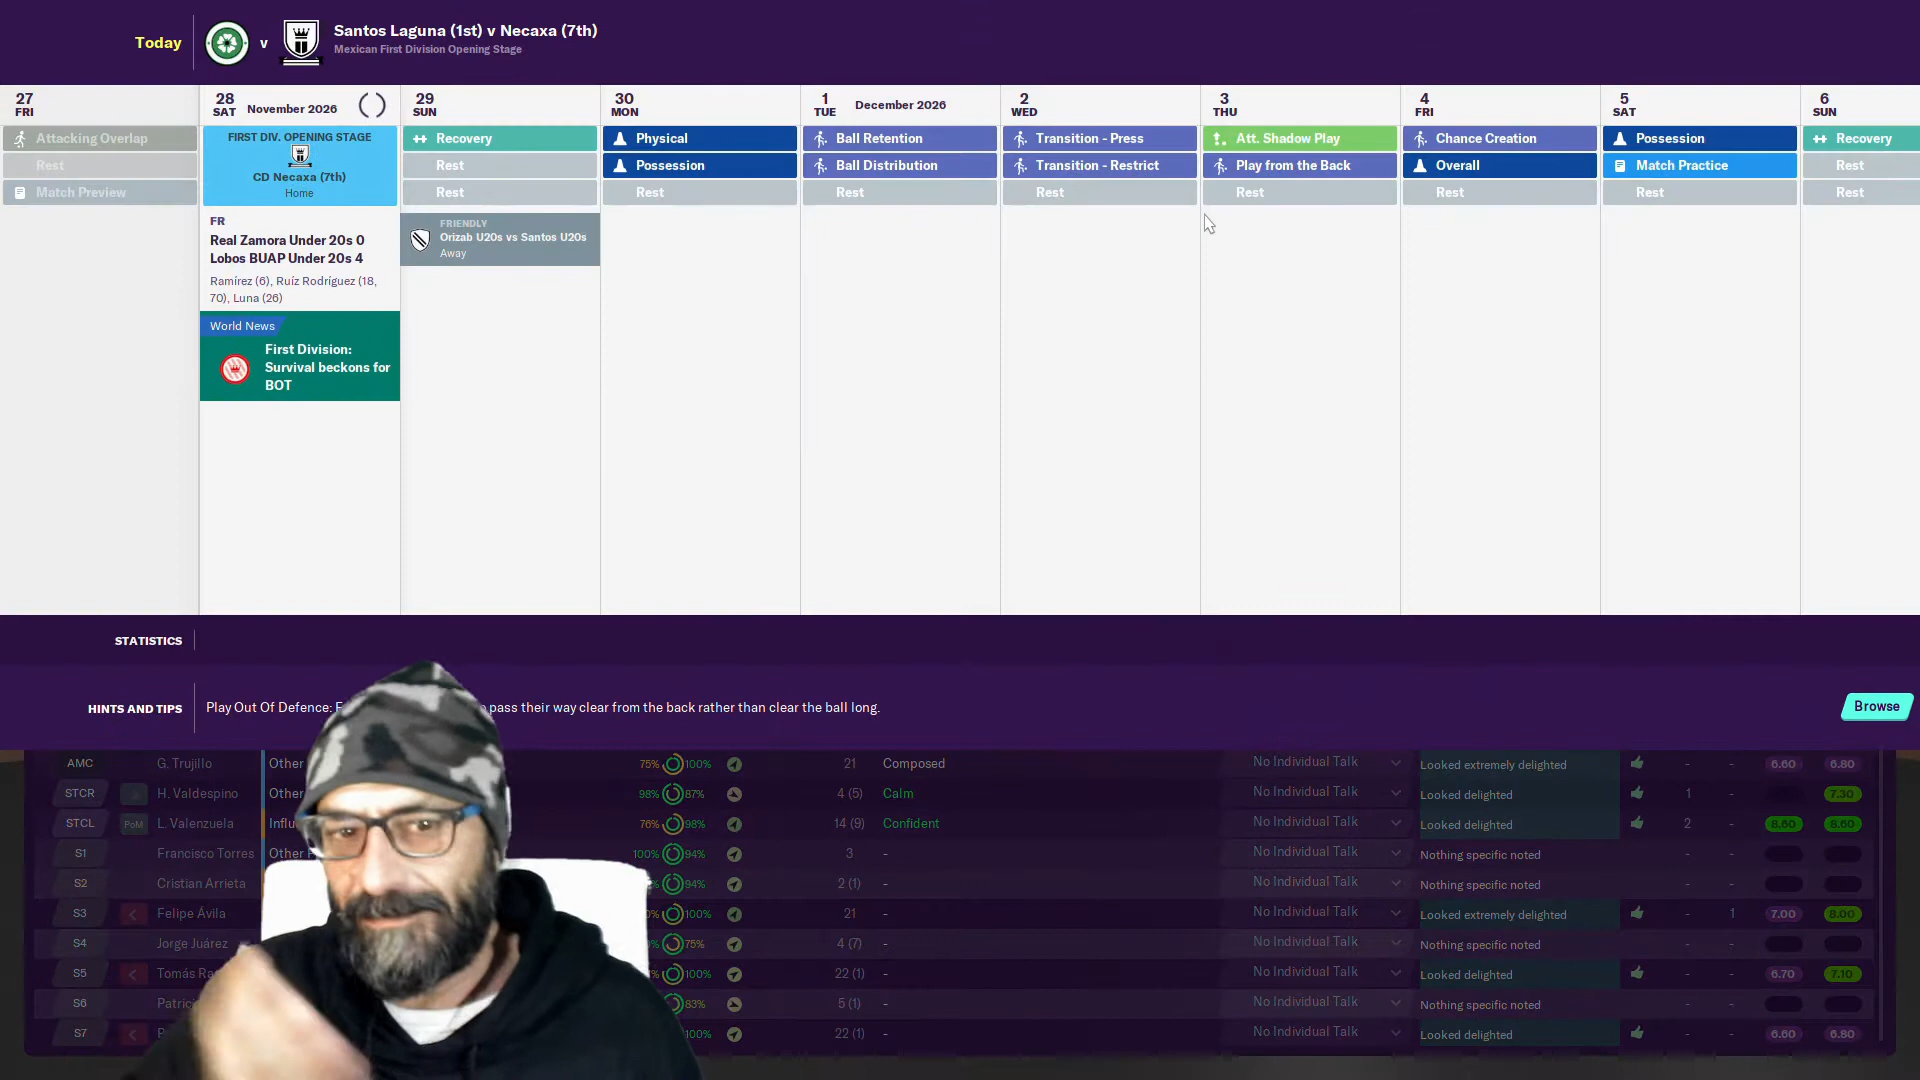 Today
v
Santos Laguna (1st) v Necaxa (7th)
Mexican First Division Opening Stage
27
FRI
28
SAT
November 2026
29
SUN
30
MON
1
TUE
December 2026
2
WED
3
THU
4
FRI
5
SAT
6
SUN
Attacking Overlap
Rest
Match Preview
FIRST DIV. OPENING STAGE
CD Necaxa (7th)
Home
Recovery
Rest
Rest
Physical
Possession
Rest
Ball Retention
Ball Distribution
Rest
Transition - Press
Transition - Restrict
Rest
Att. Shadow Play
Play from the Back
Rest
Chance Creation
Overall
Rest
Possession
Match Practice
Rest
Recovery
Rest
Rest
FR
Real Zamora Under 20s 0
Lobos BUAP Under 20s 4
Ramírez (6), Ruíz Rodríguez (18,
70), Luna (26)
World News
First Division:
Survival beckons for
BOT
FRIENDLY
Orizab U20s vs Santos U20s
Away
STATISTICS
HINTS AND TIPS
Play Out Of Defence: pass their way clear from the back rather than clear the ball long.
Browse
AMC G. Trujillo Other 75% 100% 21 Composed No Individual Talk Looked extremely delighted - - 6.60 6.80
STCR H. Valdespino Other 98% 87% 4 (5) Calm No Individual Talk Looked delighted 1 - 7.30
STCL PoM L. Valenzuela 76% 98% 14 (9) Confident No Individual Talk Looked delighted 2 - 8.60 8.60
S1 Francisco Torres Other 100% 94% 3 - No Individual Talk Nothing specific noted - -
S2 Cristian Arrieta 94% 2 (1) - No Individual Talk Nothing specific noted - -
S3 Felipe Ávila 100% 21 - No Individual Talk Looked extremely delighted - 1 7.00 8.00
S4 Jorge Juárez 75% 4 (7) - No Individual Talk Nothing specific noted - -
S5 Tomás 100% 22 (1) - No Individual Talk Looked delighted - - 6.70 7.10
S6 83% 5 (1) - No Individual Talk Nothing specific noted - -
S7 100% 22 (1) - No Individual Talk Looked delighted - - 6.60 6.80